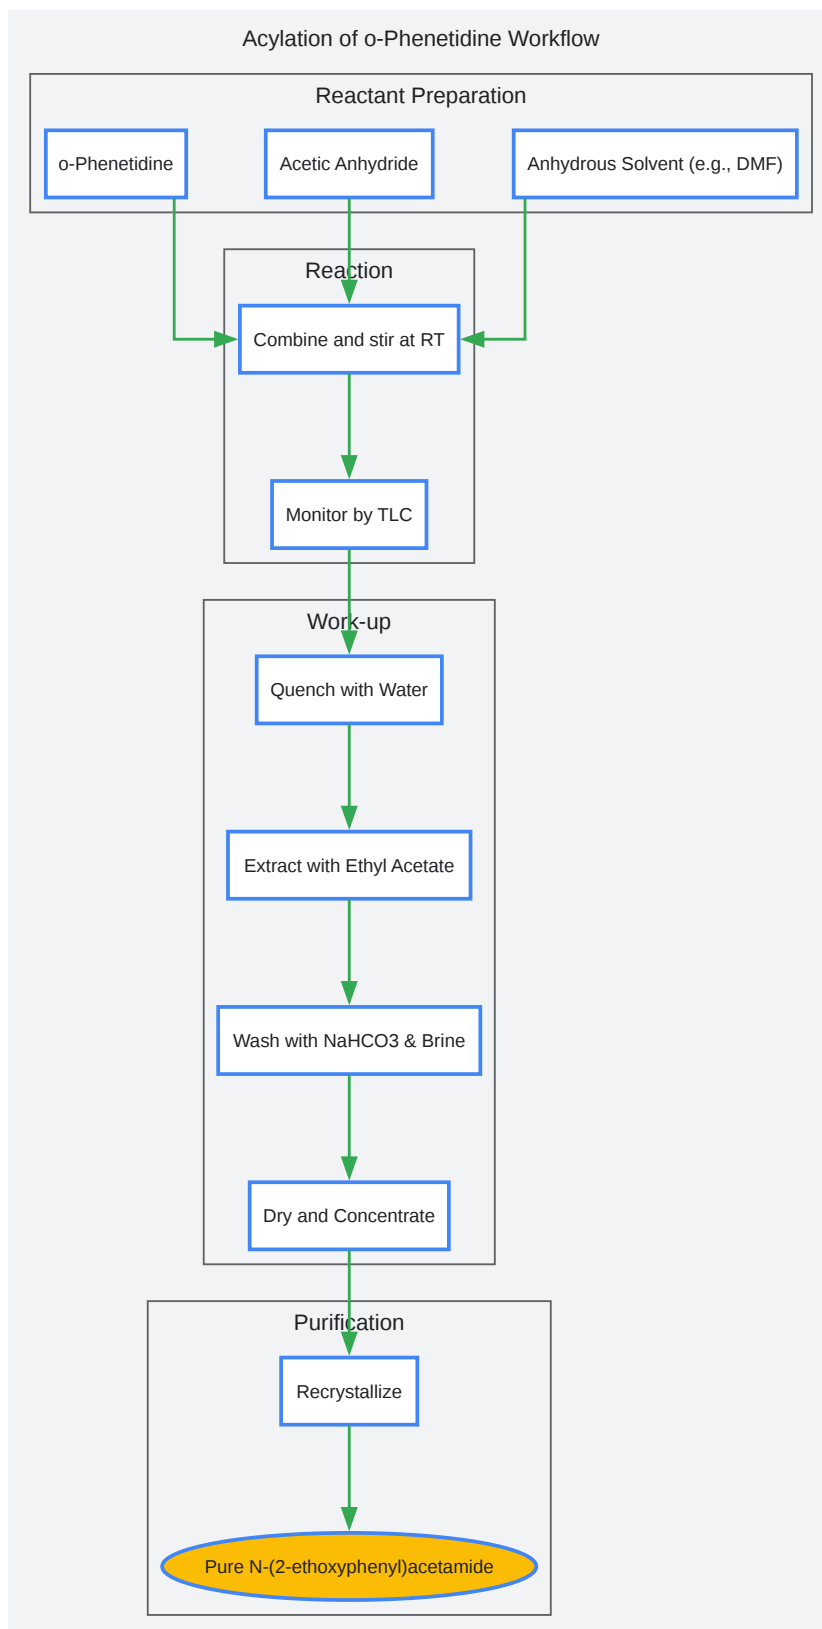 Acylation of o-Phenetidine Workflow
Reactant Preparation
o-Phenetidine
Acetic Anhydride
Anhydrous Solvent (e.g., DMF)
Reaction
Combine and stir at RT
Monitor by TLC
Work-up
Quench with Water
Extract with Ethyl Acetate
Wash with NaHCO3 & Brine
Dry and Concentrate
Purification
Recrystallize
Pure N-(2-ethoxyphenyl)acetamide